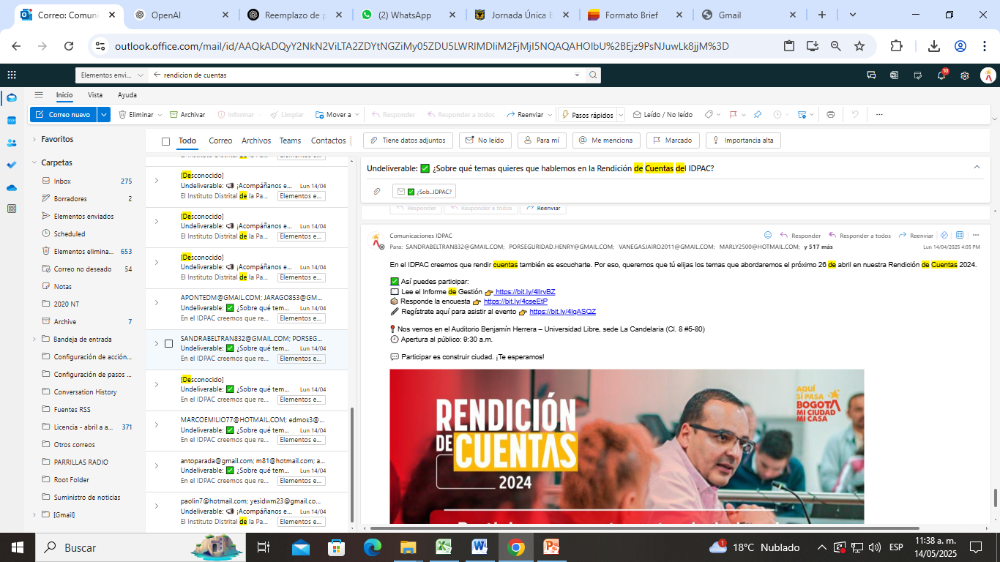 Correo: Comuni
OpenAI
Reemplazo de p
(2) WhatsApp
Jornada Única E
Formato Brief
Gmail
outlook.office.com/mail/id/AAQkADQyY2NkN2ViLTA2ZDYtNGZiMy05ZDU5LWRlMDliM2FjMjI5NQAQAHOIbU%2BEjz9PsNJuwLk8jjM%3D
Elementos envi...
rendicion de cuentas
10
Inicio
Vista
Ayuda
Correo nuevo
Eliminar
Archivar
Informar
Limpiar
Mover a
Responder
Responder a todos
Reenviar
Pasos rápidos
Leído / No leído
Favoritos
Carpetas
Inbox 275
Borradores 2
Elementos enviados
Scheduled
Elementos elimina... 653
Correo no deseado 54
Notas
2020 NT
Archive 7
Bandeja de entrada
Configuración de acción...
Configuración de pasos ...
Conversation History
Fuentes RSS
Licencia - abril a a... 371
Otros correos
PARRILLAS RADIO
Root Folder
Suministro de noticias
[Gmail]
Todo
Correo
Archivos
Teams
Contactos
Tiene datos adjuntos
No leído
Para mí
Me menciona
Marcado
Importancia alta
El Instituto Distrital de la Pa... Elementos e...
[Desconocido]
Undeliverable: 📢 ¡Acompáñanos e... Lun 14/04
El Instituto Distrital de la Pa... Elementos e...
[Desconocido]
Undeliverable: 📢 ¡Acompáñanos e... Lun 14/04
El Instituto Distrital de la Pa... Elementos e...
[Desconocido]
Undeliverable: 📢 ¡Acompáñanos e... Lun 14/04
El Instituto Distrital de la Pa... Elementos e...
APONTEDM@GMAIL.COM; JARAGO853@GM...
Undeliverable: ✅ ¿Sobre qué tem... Lun 14/04
En el IDPAC creemos que re... Elementos e...
SANDRABELTRAN832@GMAIL.COM; PORSEG...
Undeliverable: ✅ ¿Sobre qué tem... Lun 14/04
En el IDPAC creemos que re... Elementos e...
[Desconocido]
Undeliverable: ✅ ¿Sobre qué tem... Lun 14/04
En el IDPAC creemos que re... Elementos e...
MARCOEMILIO77@HOTMAIL.COM; edmos3@...
Undeliverable: ✅ ¿Sobre qué tem... Lun 14/04
En el IDPAC creemos que re... Elementos e...
antoparada@gmail.com; m81@hotmail.com; a...
Undeliverable: ✅ ¿Sobre qué tem... Lun 14/04
En el IDPAC creemos que re... Elementos e...
paolin7@hotmail.com; yesidwm23@gmail.co...
Undeliverable: 📢 ¡Acompáñanos e... Lun 14/04
El Instituto Distrital de la Pa... Elementos e...
Undeliverable: ✅ ¿Sobre qué temas quieres que hablemos en la Rendición de Cuentas del IDPAC?
✅ ¿Sob...IDPAC?
Responder
Responder a todos
Reenviar
Comunicaciones IDPAC
Responder
Responder a todos
Reenviar
Para: SANDRABELTRAN832@GMAIL.COM; PORSEGURIDAD.HENRY@GMAIL.COM; VANEGASJAIRO2011@GMAIL.COM; MARLY2500@HOTMAIL.COM; y 517 más
Lun 14/04/2025 4:05 PM
En el IDPAC creemos que rendir cuentas también es escucharte. Por eso, queremos que tú elijas los temas que abordaremos el próximo 26 de abril en nuestra Rendición de Cuentas 2024.
✅ Así puedes participar:
📖 Lee el Informe de Gestión 👉 https://bit.ly/4llrvBZ
🗳 Responde la encuesta 👉 https://bit.ly/4cseEtP
🖊 Regístrate aquí para asistir al evento 👉 https://bit.ly/4lqASQZ
📍 Nos vemos en el Auditorio Benjamín Herrera – Universidad Libre, sede La Candelaria (Cl. 8 #5-80)
🕘 Apertura al público: 9:30 a.m.
💬 Participar es construir ciudad. ¡Te esperamos!
RENDICIÓN
DE CUENTAS
2024
AQUÍ
SÍ PASA
BOGOTÁ
MI CIUDAD
MI CASA
Buscar
1
18°C Nublado
ESP
11:38 a. m.
14/05/2025